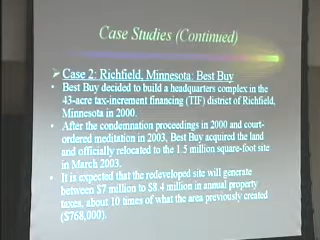 Case Studies (Continued)
➢ Case 2: Richfield, Minnesota: Best Buy
• Best Buy decided to build a headquarters complex in the
43-acre tax-increment financing (TIF) district of Richfield,
Minnesota in 2000.
• After the condemnation proceedings in 2000 and court-
ordered meditation in 2003, Best Buy acquired the land
and officially relocated to the 1.5 million square-foot site
in March 2003.
• It is expected that the redeveloped site will generate
between $7 million to $8.4 million in annual property
taxes, about 10 times of what the area previously created
($768,000).